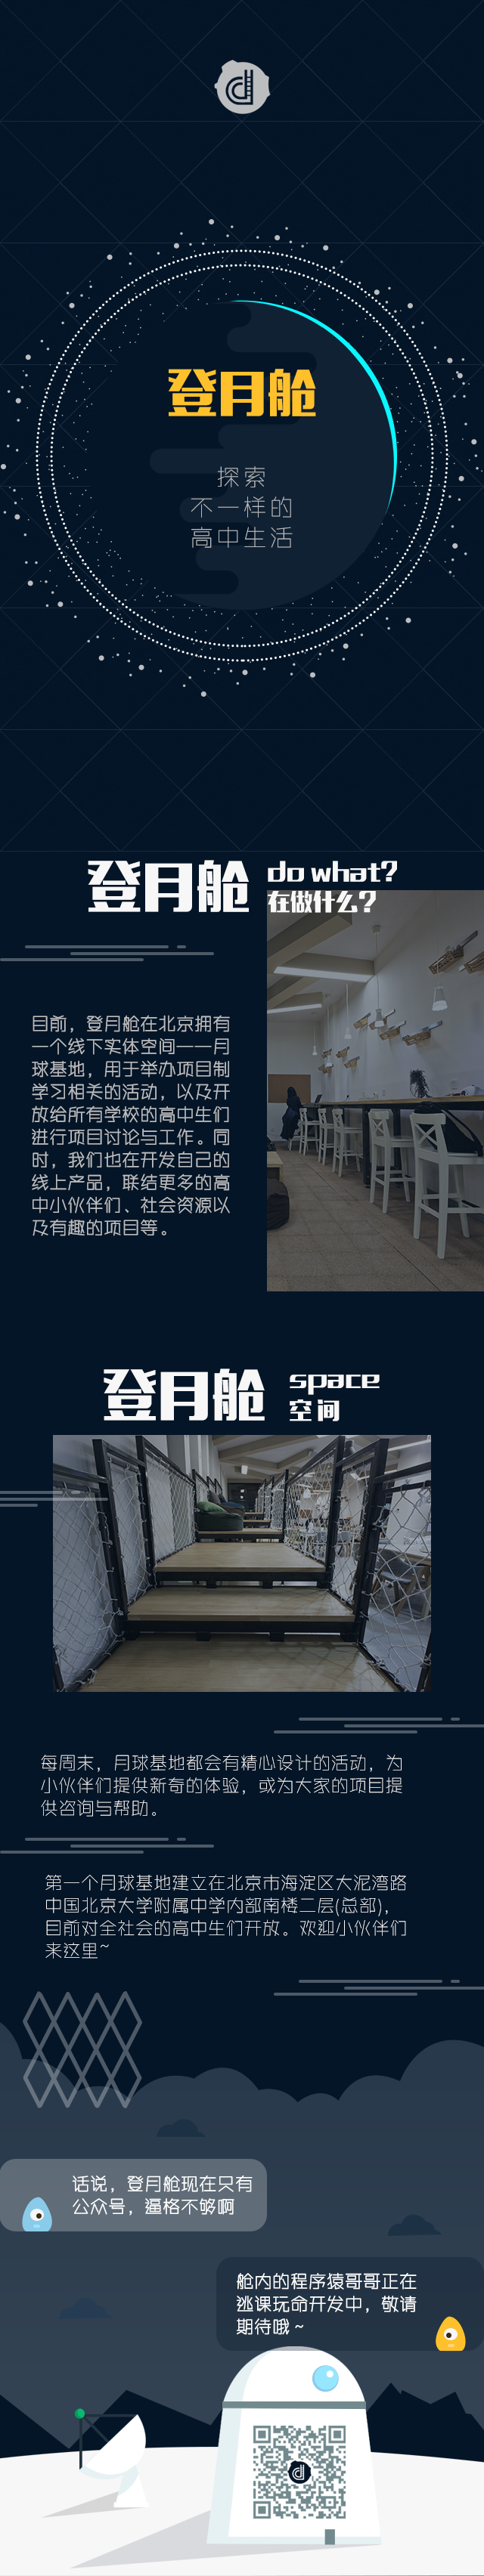 登月舱
探索
不一样的
高中生活
登月舱
do what?
在做什么?
目前，登月舱在北京拥有
一个线下实体空间——月
球基地，用于举办项目制
学习相关的活动，以及开
放给所有学校的高中生们
进行项目讨论与工作。同
时，我们也在开发自己的
线上产品，联结更多的高
中小伙伴们、社会资源以
及有趣的项目等。
登月舱
space
空间
每周末，月球基地都会有精心设计的活动，为
小伙伴们提供新奇的体验，或为大家的项目提
供咨询与帮助。
第一个月球基地建立在北京市海淀区大泥湾路
中国北京大学附属中学内部南楼二层(总部)，
目前对全社会的高中生们开放。欢迎小伙伴们
来这里~
话说，登月舱现在只有
公众号，逼格不够啊
舱内的程序猿哥哥正在
逃课玩命开发中，敬请
期待哦~